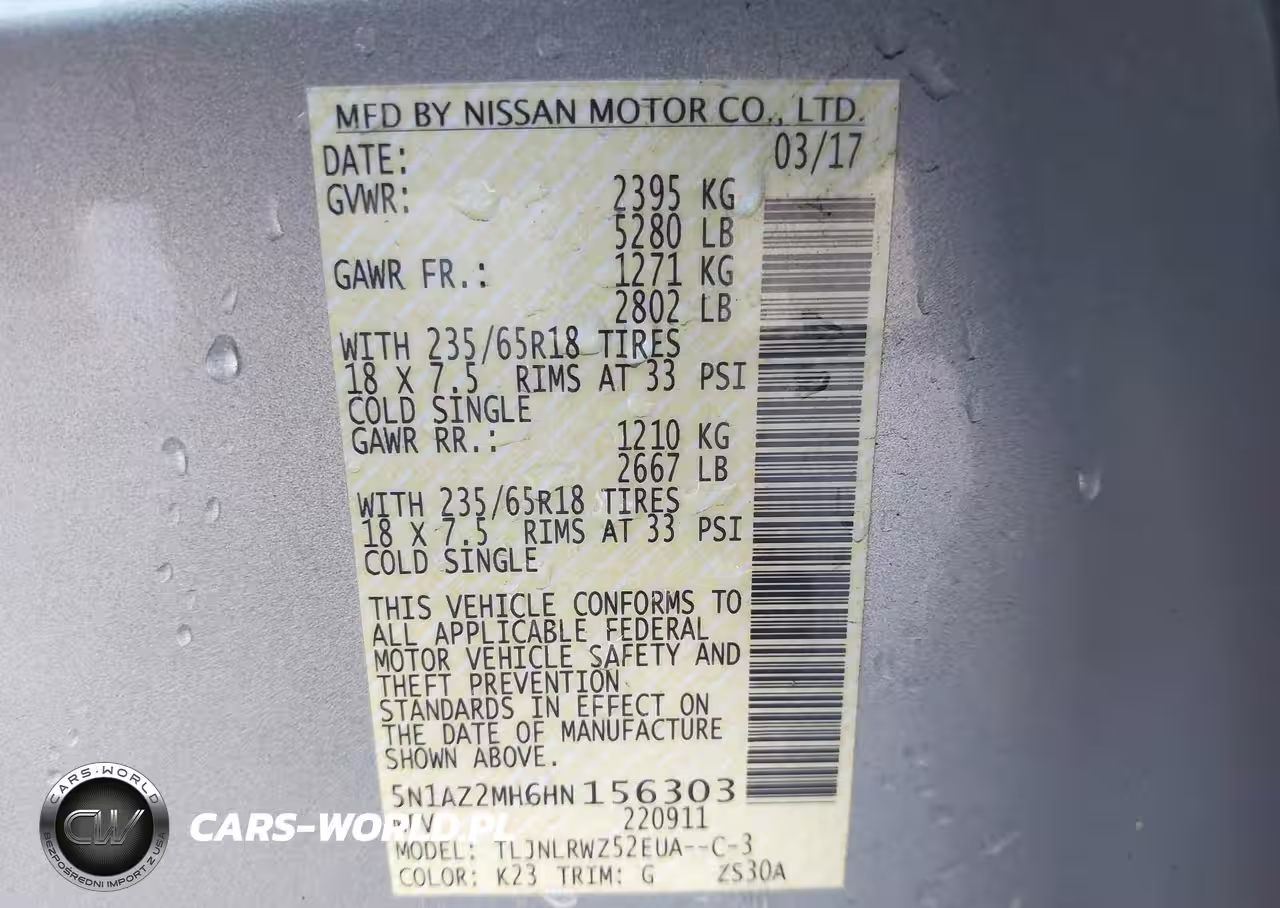 MFD BY NISSAN MOTOR CO., LTD.
DATE: 03/17
GVWR: 2395 KG
5280 LB
GAWR FR.: 1271 KG
2802 LB
WITH 235/65R18 TIRES
18 X 7.5 RIMS AT 33 PSI
COLD SINGLE
GAWR RR.: 1210 KG
2667 LB
WITH 235/65R18 TIRES
18 X 7.5 RIMS AT 33 PSI
COLD SINGLE
THIS VEHICLE CONFORMS TO
ALL APPLICABLE FEDERAL
MOTOR VEHICLE SAFETY AND
THEFT PREVENTION
STANDARDS IN EFFECT ON
THE DATE OF MANUFACTURE
SHOWN ABOVE.
5N1AZ2MH6HN156303
220911
MODEL: TLJNLRWZ52EUA--C-3
COLOR: K23 TRIM: G ZS30A
CARS-WORLD
CW
BEZPOŚREDNI IMPORT Z USA
CARS-WORLD.PL